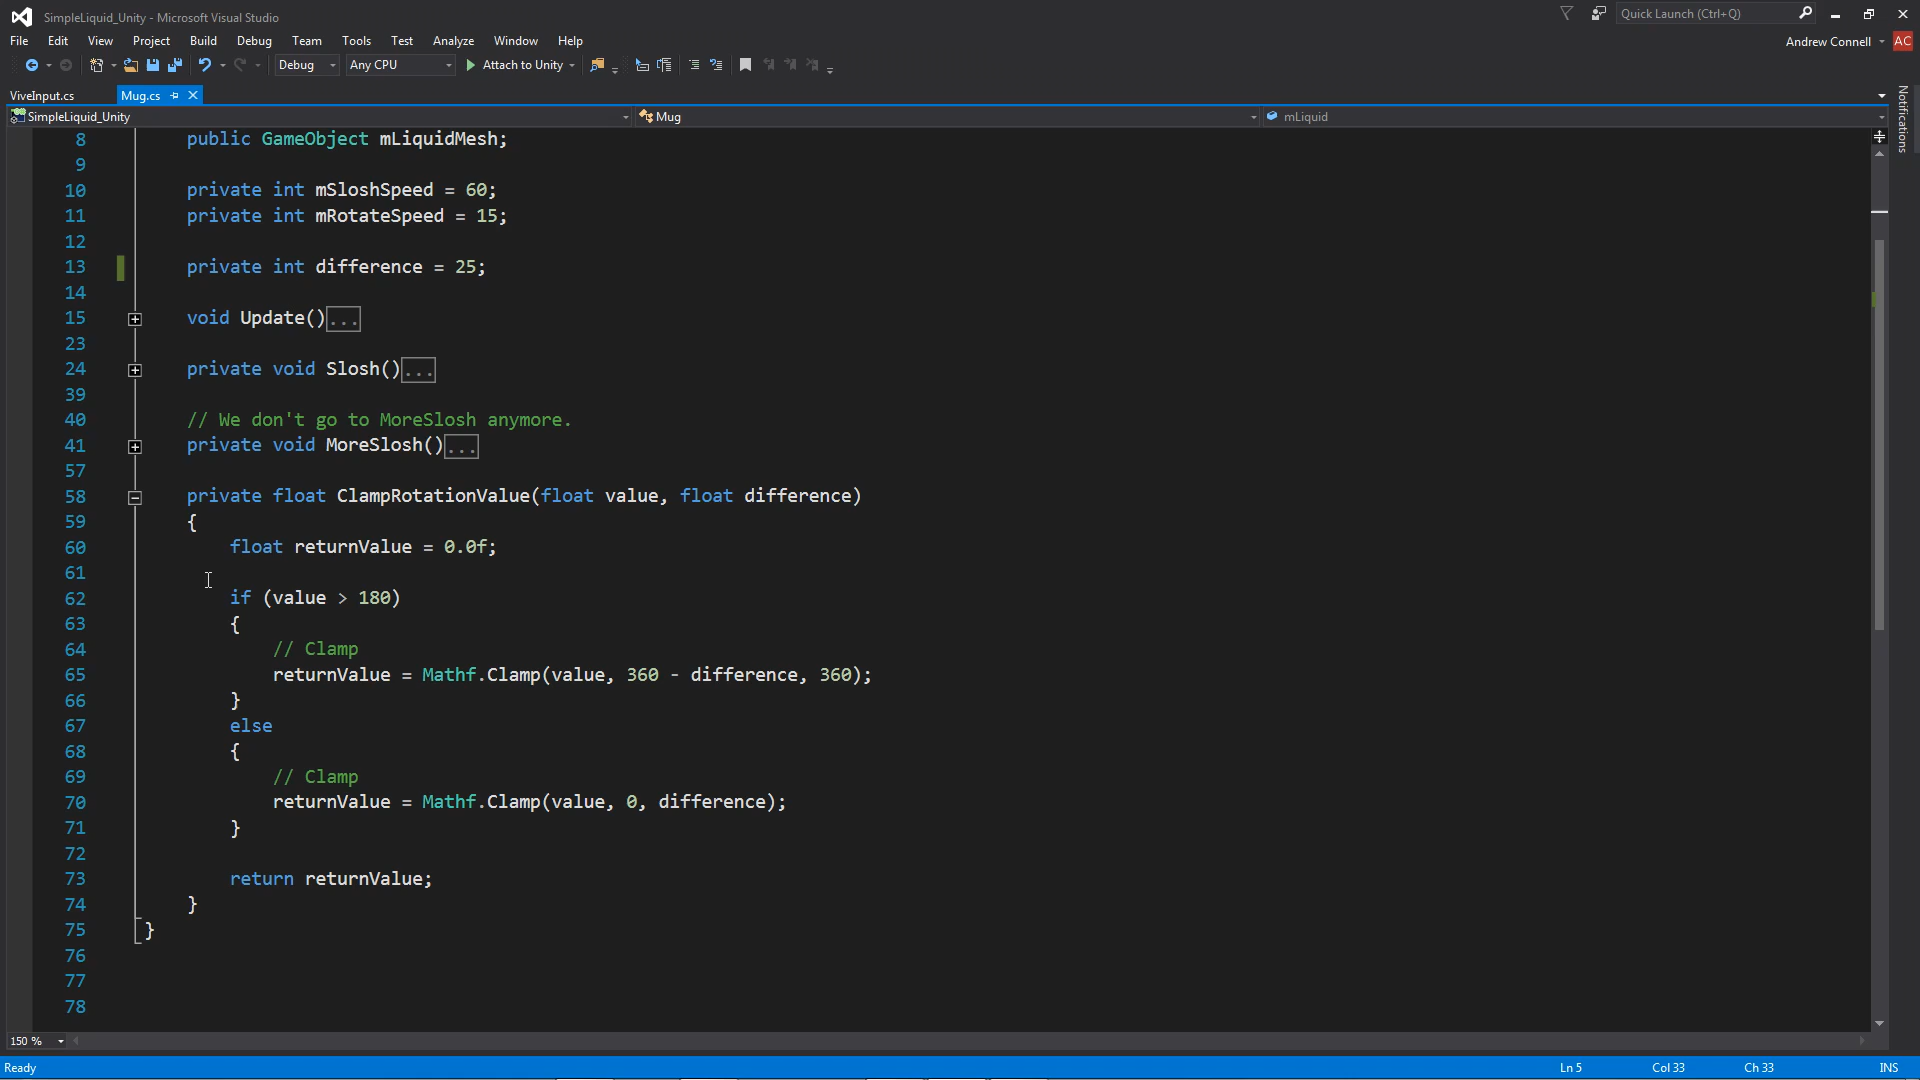 SimpleLiquid_Unity - Microsoft Visual Studio
Quick Launch (Ctrl+Q)
File Edit View Project Build Debug Team Tools Test Analyze Window Help
Andrew Connell AC
Debug Any CPU Attach to Unity
ViveInput.cs Mug.cs
Notifications
SimpleLiquid_Unity Mug mLiquid
8 public GameObject mLiquidMesh;
9
10 private int mSloshSpeed = 60;
11 private int mRotateSpeed = 15;
12
13 private int difference = 25;
14
15 void Update()...
23
24 private void Slosh()...
39
40 // We don't go to MoreSlosh anymore.
41 private void MoreSlosh()...
57
58 private float ClampRotationValue(float value, float difference)
59 {
60 float returnValue = 0.0f;
61
62 if (value > 180)
63 {
64 // Clamp
65 returnValue = Mathf.Clamp(value, 360 - difference, 360);
66 }
67 else
68 {
69 // Clamp
70 returnValue = Mathf.Clamp(value, 0, difference);
71 }
72
73 return returnValue;
74 }
75 }
76
77
78
150 %
Ready Ln 5 Col 33 Ch 33 INS